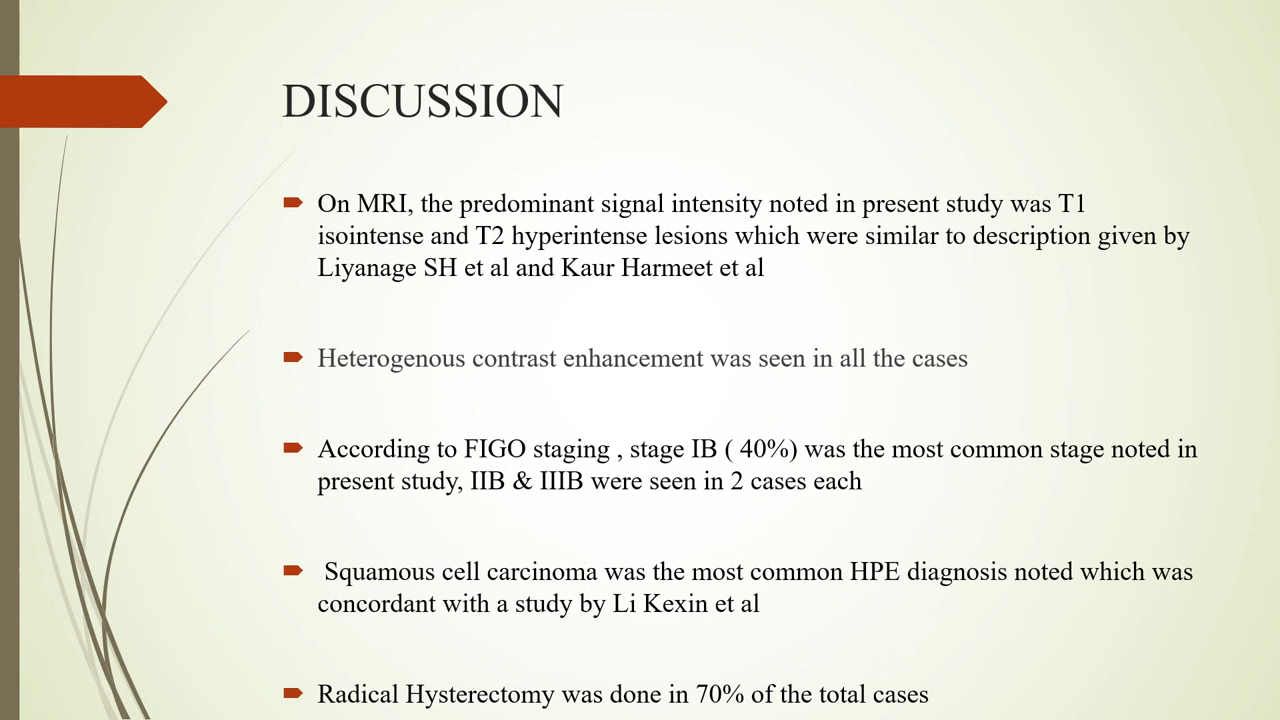 DISCUSSION
On MRI, the predominant signal intensity noted in present study was T1
isointense and T2 hyperintense lesions which were similar to description given by
Liyanage SH et al and Kaur Harmeet et al
Heterogenous contrast enhancement was seen in all the cases
According to FIGO staging , stage IB ( 40%) was the most common stage noted in
present study, IIB & IIIB were seen in 2 cases each
Squamous cell carcinoma was the most common HPE diagnosis noted which was
concordant with a study by Li Kexin et al
Radical Hysterectomy was done in 70% of the total cases